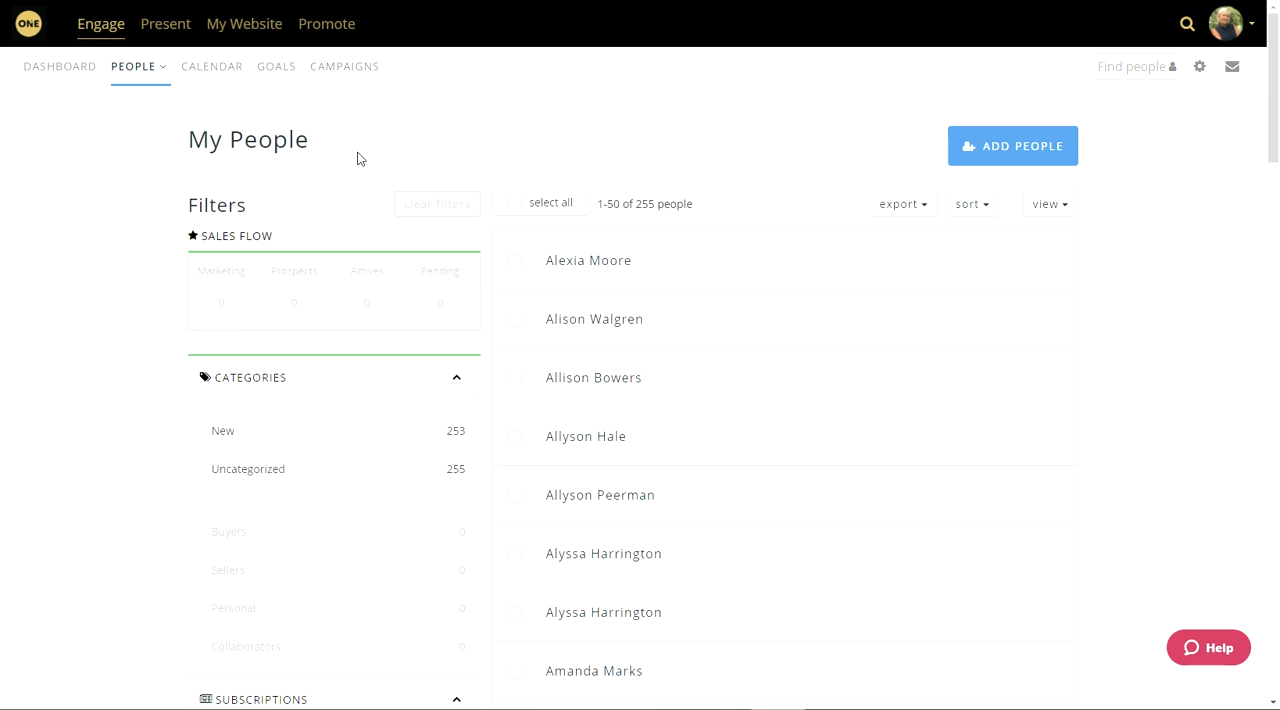 ONE
Engage Present My Website Promote
DASHBOARD PEOPLE CALENDAR GOALS CAMPAIGNS Find people
My People
ADD PEOPLE
Filters clear filters select all 1-50 of 255 people export sort view
SALES FLOW
Marketing Prospects Actives Pending
0 0 0 0
CATEGORIES
New 253
Uncategorized 255
Buyers 0
Sellers 0
Personal 0
Collaborators 0
SUBSCRIPTIONS
Alexia Moore
Alison Walgren
Allison Bowers
Allyson Hale
Allyson Peerman
Alyssa Harrington
Alyssa Harrington
Amanda Marks
Help